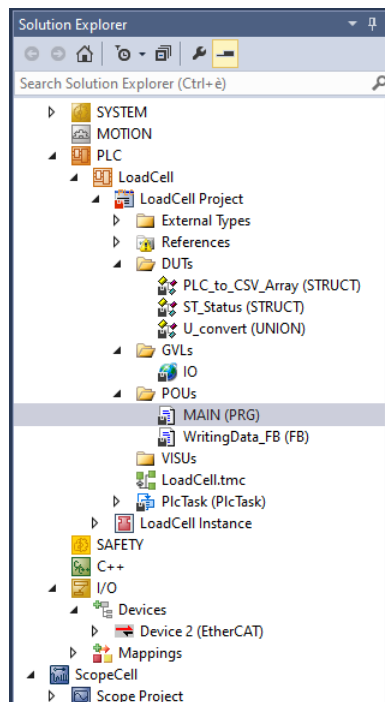 Solution Explorer
Search Solution Explorer (Ctrl+è)
SYSTEM
MOTION
PLC
LoadCell
LoadCell Project
External Types
References
DUTs
PLC_to_CSV_Array (STRUCT)
ST_Status (STRUCT)
U_convert (UNION)
GVLs
IO
POUs
MAIN (PRG)
WritingData_FB (FB)
VISUs
LoadCell.tmc
PlcTask (PlcTask)
LoadCell Instance
SAFETY
C++
I/O
Devices
Device 2 (EtherCAT)
Mappings
ScopeCell
Scope Project